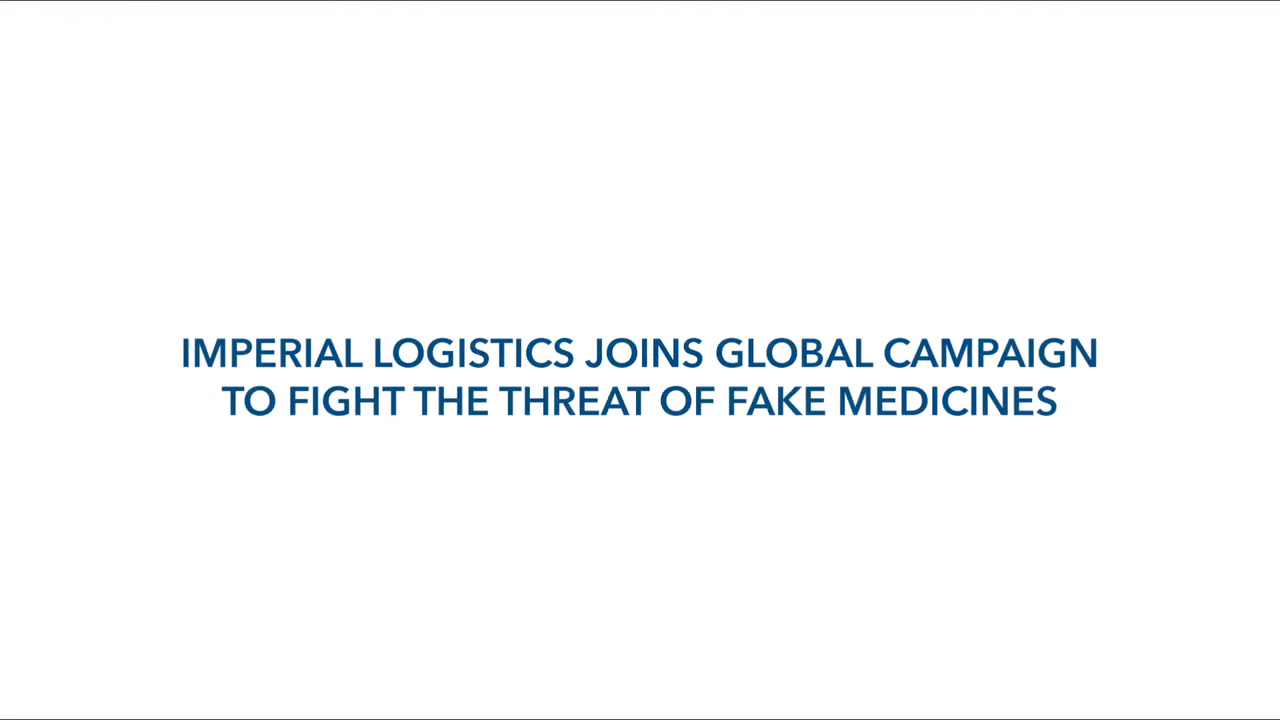 IMPERIAL LOGISTICS JOINS GLOBAL CAMPAIGN
TO FIGHT THE THREAT OF FAKE MEDICINES